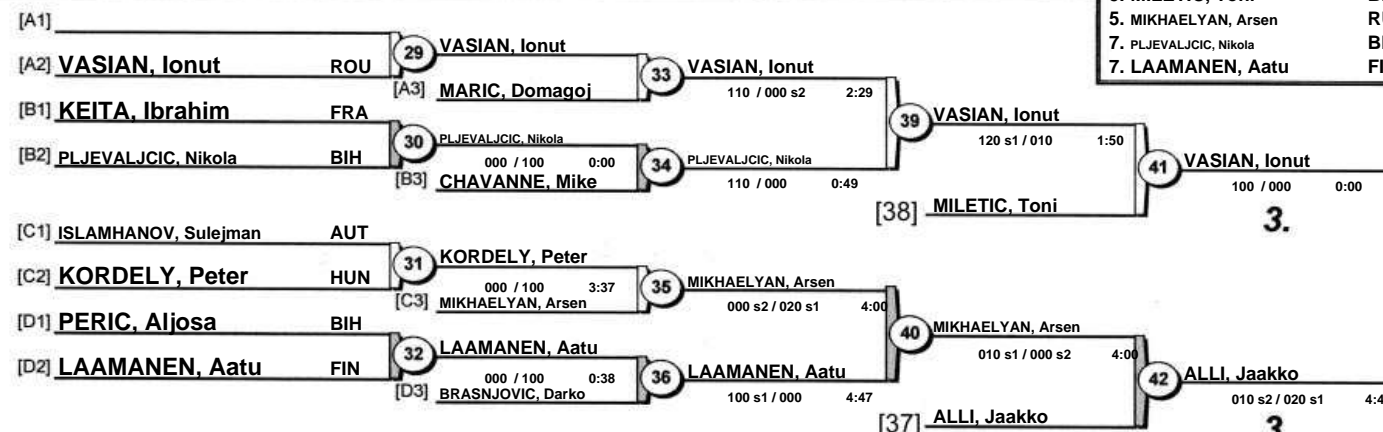 5. MIKHAELYAN, Arsen
7. PLJEVALJCIC, Nikola
7. LAAMANEN, Aatu
[A1]
[A2] VASIAN, Ionut ROU
29 VASIAN, Ionut
[A3] MARIC, Domagoj
33 VASIAN, Ionut
110 / 000 s2 2:29
[B1] KEITA, Ibrahim FRA
[B2] PLJEVALJCIC, Nikola BIH
30 PLJEVALJCIC, Nikola
000 / 100 0:00
[B3] CHAVANNE, Mike
34 PLJEVALJCIC, Nikola
110 / 000 0:49
39 VASIAN, Ionut
120 s1 / 010 1:50
[38] MILETIC, Toni
41 VASIAN, Ionut
100 / 000 0:00
3.
[C1] ISLAMHANOV, Sulejman AUT
[C2] KORDELY, Peter HUN
31 KORDELY, Peter
000 / 100 3:37
[C3] MIKHAELYAN, Arsen
35 MIKHAELYAN, Arsen
000 s2 / 020 s1 4:00
[D1] PERIC, Aljosa BIH
[D2] LAAMANEN, Aatu FIN
32 LAAMANEN, Aatu
000 / 100 0:38
[D3] BRASNJOVIC, Darko
36 LAAMANEN, Aatu
100 s1 / 000 4:47
40 MIKHAELYAN, Arsen
010 s1 / 000 s2 4:00
[37] ALLI, Jaakko
42 ALLI, Jaakko
010 s2 / 020 s1
3